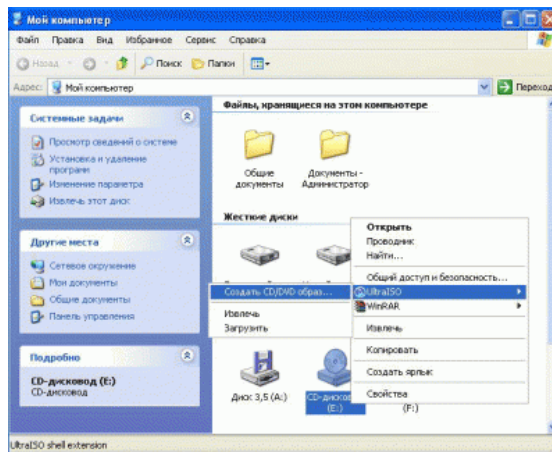 Мой компьютер
Файл Правка Вид Избранное Сервис Справка
Назад Поиск Папки
Адрес: Мой компьютер Переход
Системные задачи
Просмотр сведений о системе
Установка и удаление
программ
Изменение параметра
Извлечь этот диск
Другие места
Сетевое окружение
Мои документы
Общие документы
Панель управления
Подробно
CD-дисковод (E:)
CD-дисковод
Файлы, хранящиеся на этом компьютере
Общие
документы
Документы -
Администратор
Жесткие диски
Открыть
Проводник
Найти...
Общий доступ и безопасность...
UltraISO
WinRAR
Извлечь
Копировать
Создать ярлык
Свойства
Создать CD/DVD образ...
Извлечь
Загрузить
Диск 3,5 (A:)
(E:)
(F:)
UltraISO shell extension